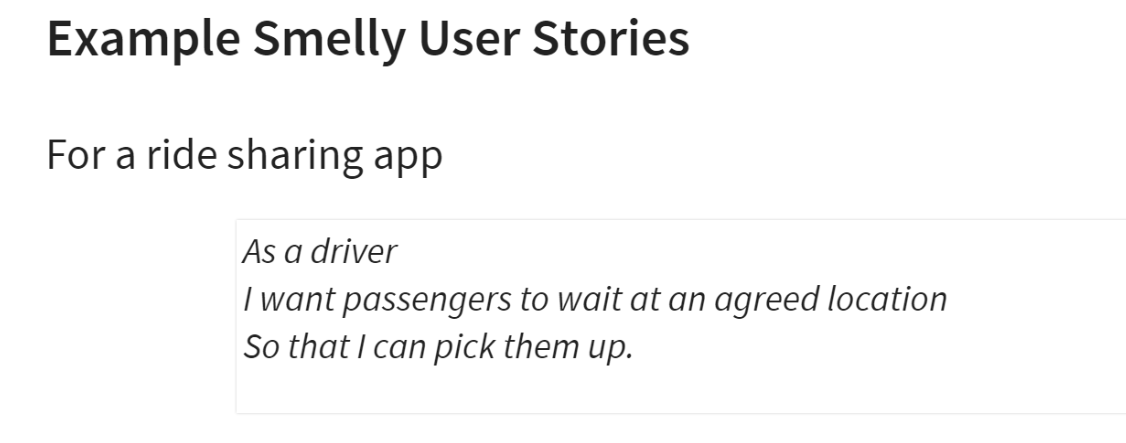 Example Smelly User Stories
For a ride sharing app
As a driver
I want passengers to wait at an agreed location
So that I can pick them up.